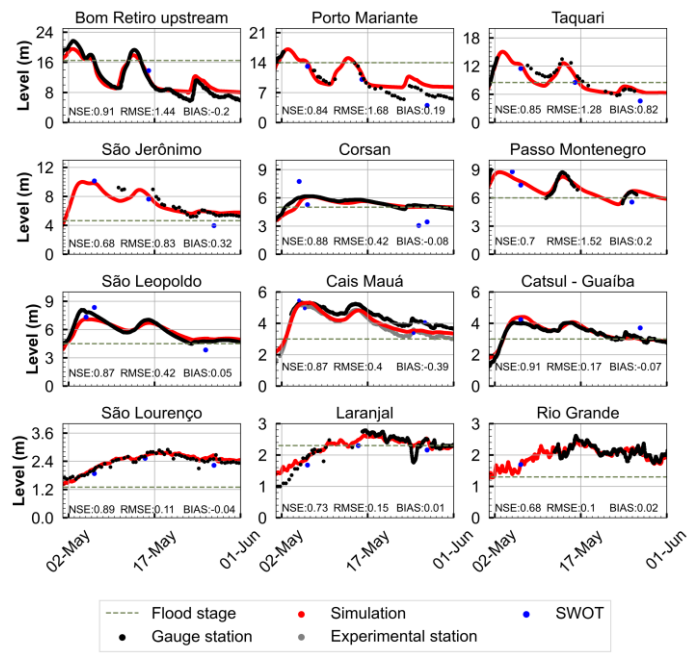 Bom Retiro upstream
Porto Mariante
Taquari
Level (m)
32
24
16
8
0
NSE:0.91 RMSE:1.44 BIAS:-0.2
21
14
7
0
NSE:0.84 RMSE:1.68 BIAS:0.19
20
15
10
5
0
NSE:0.85 RMSE:1.28 BIAS:0.82
São Jerônimo
Corsan
Passo Montenegro
Level (m)
12
8
4
0
NSE:0.68 RMSE:0.83 BIAS:0.32
9
6
3
0
NSE:0.88 RMSE:0.42 BIAS:-0.08
9
6
3
0
NSE:0.7 RMSE:1.52 BIAS:0.2
São Leopoldo
Cais Mauá
Catsul - Guaíba
Level (m)
9
6
3
0
NSE:0.87 RMSE:0.42 BIAS:0.05
6
4
2
0
NSE:0.87 RMSE:0.4 BIAS:-0.39
6
4
2
0
NSE:0.91 RMSE:0.17 BIAS:-0.07
São Lourenço
Laranjal
Rio Grande
Level (m)
3.6
2.4
1.2
0.0
NSE:0.89 RMSE:0.11 BIAS:-0.04
3
2
1
0
NSE:0.73 RMSE:0.15 BIAS:0.01
3
2
1
0
NSE:0.68 RMSE:0.1 BIAS:0.02
02-May
17-May
01-Jun
02-May
17-May
01-Jun
02-May
17-May
01-Jun
Flood stage
Simulation
SWOT
Gauge station
Experimental station